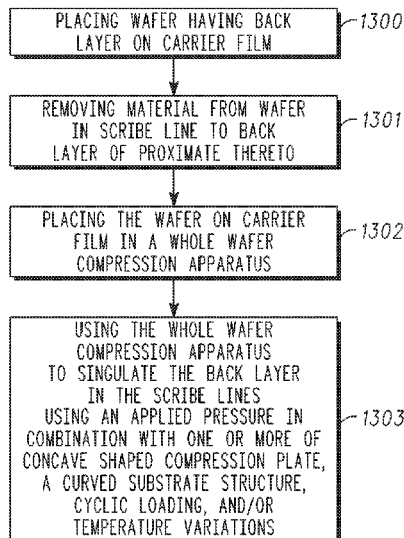 PLACING WAFER HAVING BACK
LAYER ON CARRIER FILM
1300
REMOVING MATERIAL FROM WAFER
IN SCRIBE LINE TO BACK
LAYER OF PROXIMATE THERETO
1301
PLACING THE WAFER ON CARRIER
FILM IN A WHOLE WAFER
COMPRESSION APPARATUS
1302
USING THE WHOLE WAFER
COMPRESSION APPARATUS
TO SINGULATE THE BACK LAYER
IN THE SCRIBE LINES
USING AN APPLIED PRESSURE IN
COMBINATION WITH ONE OR MORE OF
CONCAVE SHAPED COMPRESSION PLATE,
A CURVED SUBSTRATE STRUCTURE,
CYCLIC LOADING, AND/OR
TEMPERATURE VARIATIONS
1303